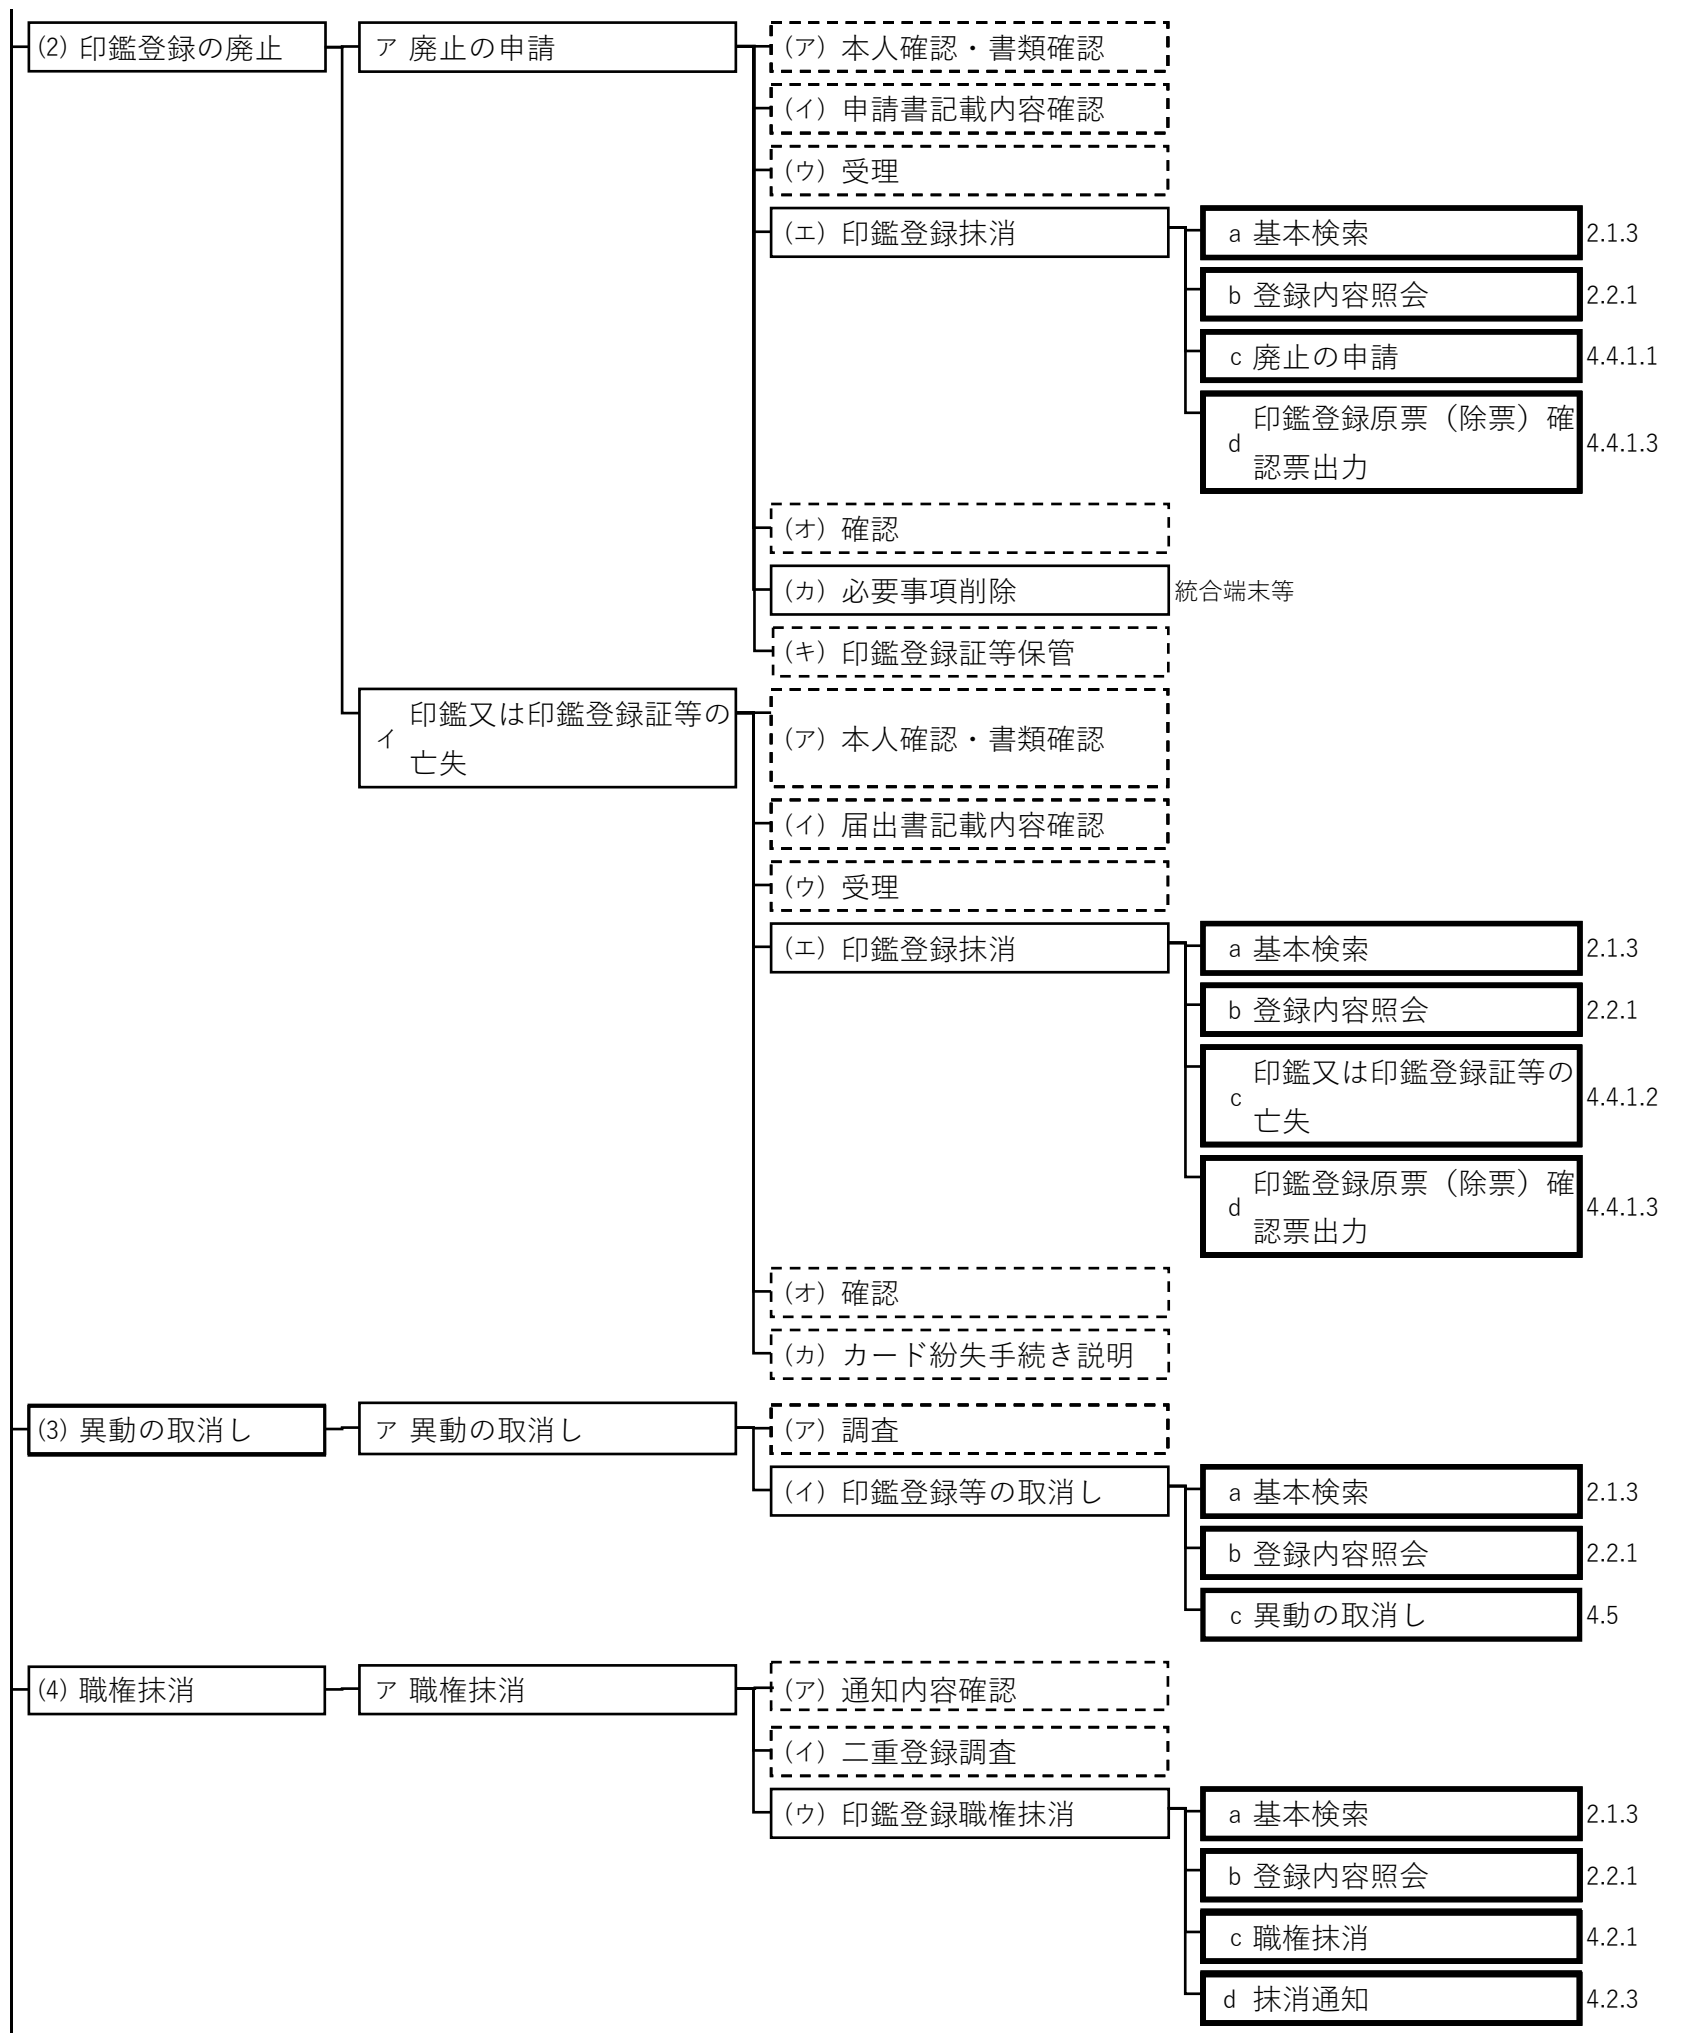 (2) 印鑑登録の廃止
ア 廃止の申請
(ア) 本人確認・書類確認
(イ) 申請書記載内容確認
(ウ) 受理
(エ) 印鑑登録抹消
a 基本検索 2.1.3
b 登録内容照会 2.2.1
c 廃止の申請 4.4.1.1
d 印鑑登録原票（除票）確
認票出力 4.4.1.3
(オ) 確認
(カ) 必要事項削除 統合端末等
(キ) 印鑑登録証等保管
イ 印鑑又は印鑑登録証等の
亡失
(ア) 本人確認・書類確認
(イ) 届出書記載内容確認
(ウ) 受理
(エ) 印鑑登録抹消
a 基本検索 2.1.3
b 登録内容照会 2.2.1
c 印鑑又は印鑑登録証等の
亡失 4.4.1.2
d 印鑑登録原票（除票）確
認票出力 4.4.1.3
(オ) 確認
(カ) カード紛失手続き説明
(3) 異動の取消し
ア 異動の取消し
(ア) 調査
(イ) 印鑑登録等の取消し
a 基本検索 2.1.3
b 登録内容照会 2.2.1
c 異動の取消し 4.5
(4) 職権抹消
ア 職権抹消
(ア) 通知内容確認
(イ) 二重登録調査
(ウ) 印鑑登録職権抹消
a 基本検索 2.1.3
b 登録内容照会 2.2.1
c 職権抹消 4.2.1
d 抹消通知 4.2.3